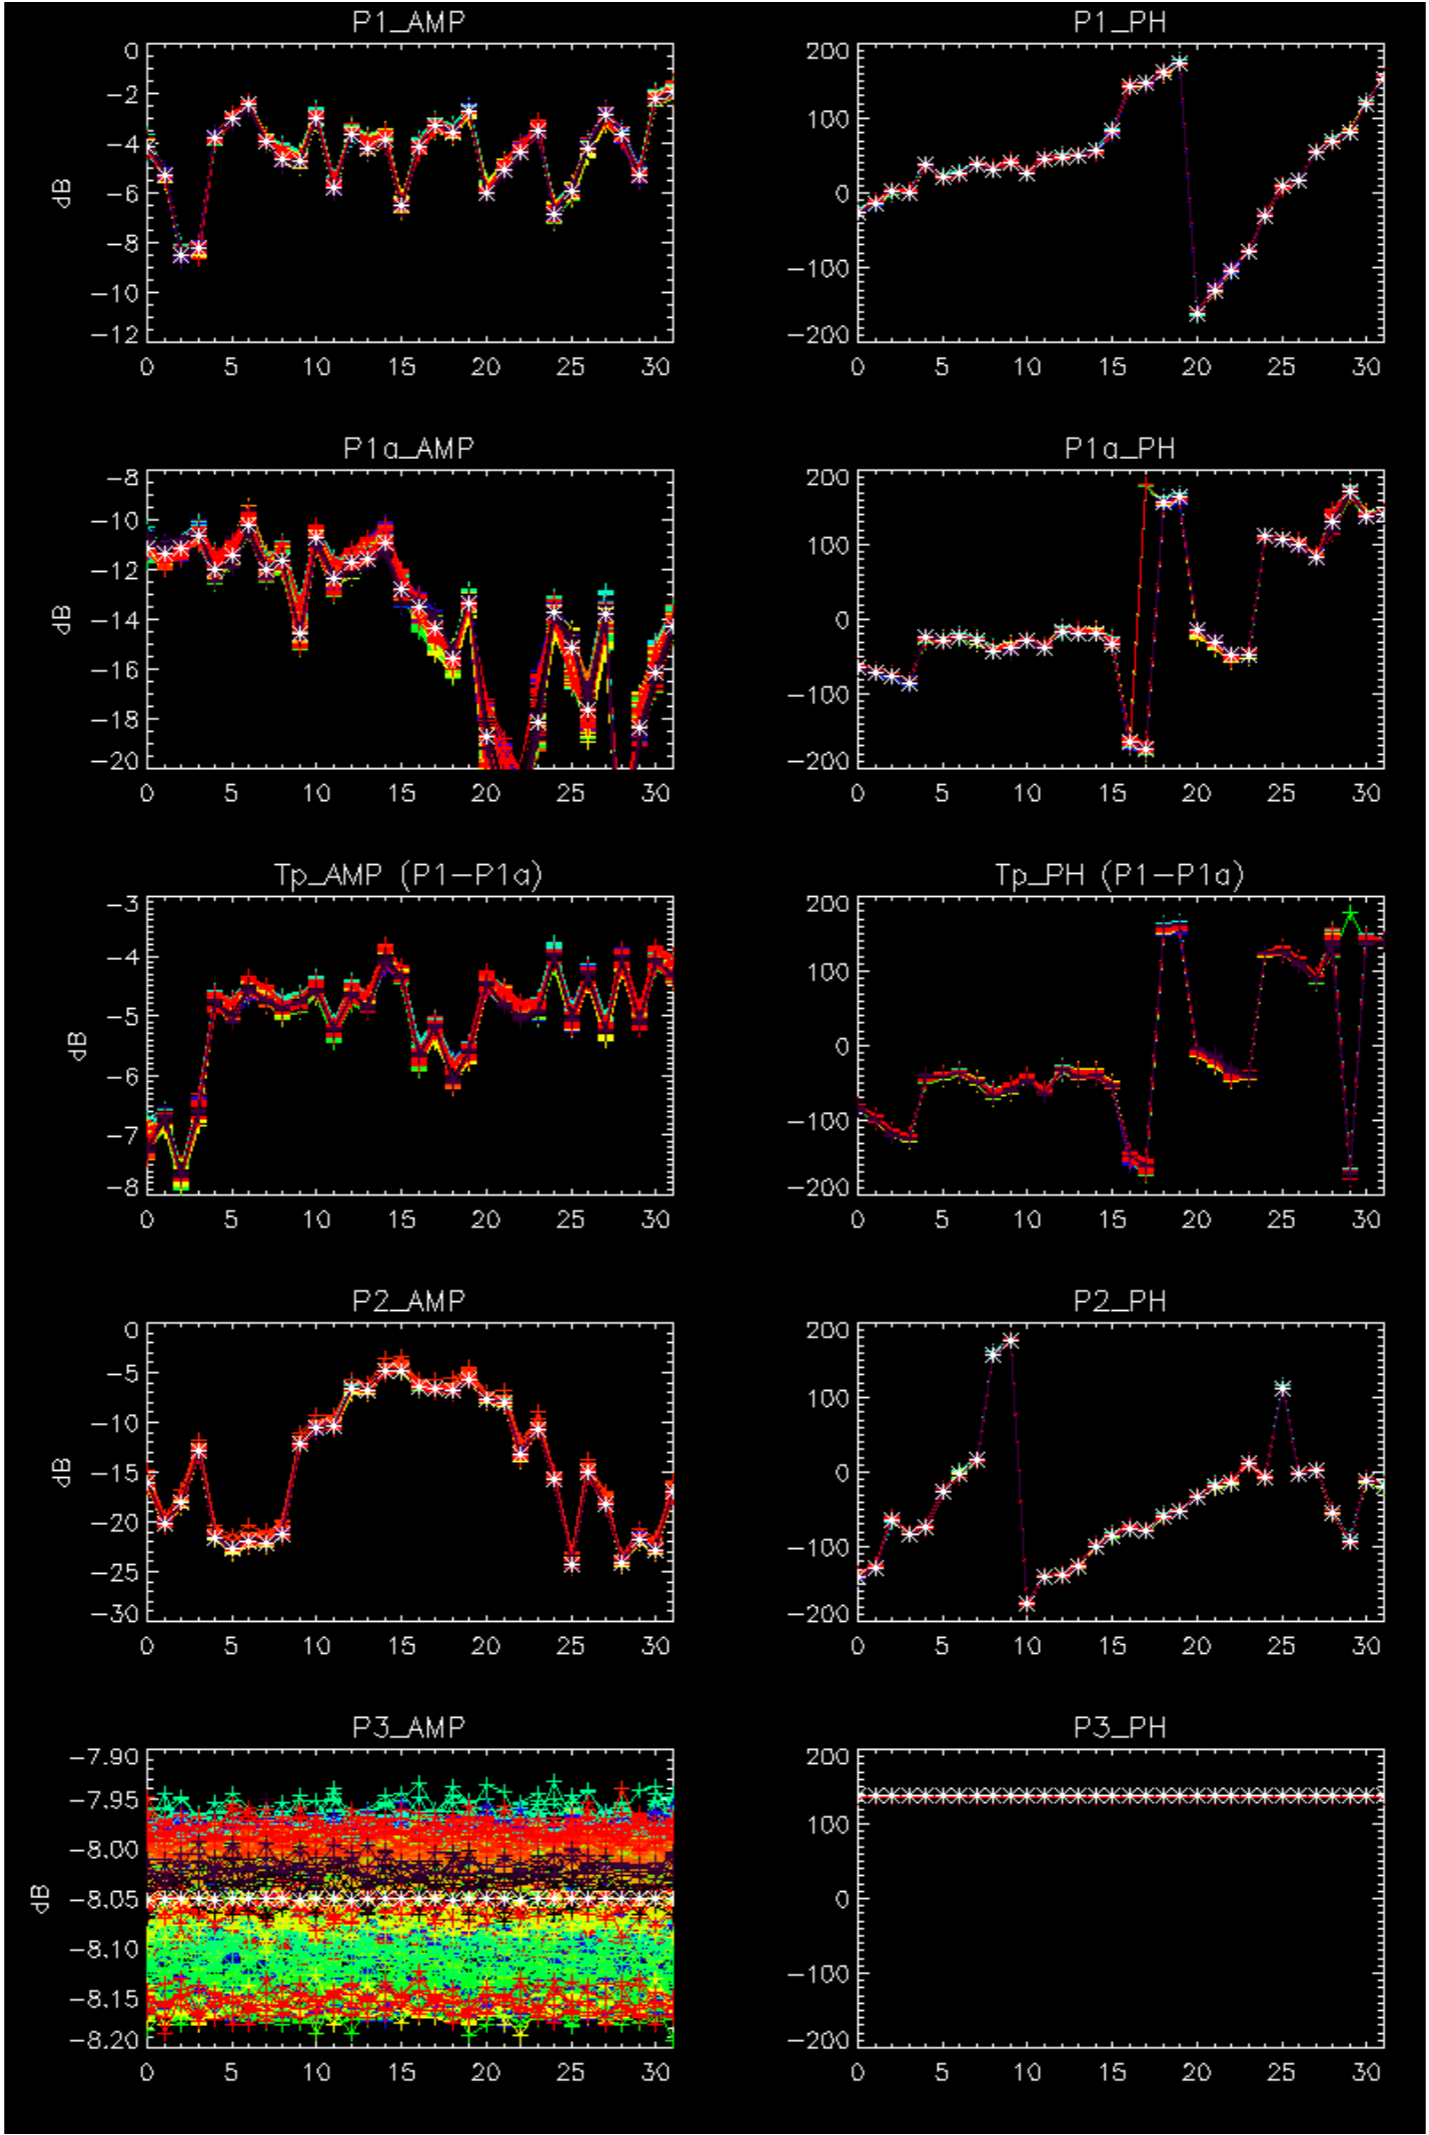 P1_AMP P1_PH
0 200
−2
−4 100
dB −6 0
−8
−10 −100
−12 −200
0 5 10 15 20 25 30 0 5 10 15 20 25 30
P1a_AMP P1a_PH
−8 200
−10 100
−12
dB −14 0
−16
−18 −100
−20 −200
0 5 10 15 20 25 30 0 5 10 15 20 25 30
Tp_AMP (P1−P1a) Tp_PH (P1−P1a)
−3 200
−4 100
−5
dB 0
−6
−7 −100
−8 −200
0 5 10 15 20 25 30 0 5 10 15 20 25 30
P2_AMP P2_PH
0 200
−5 100
−10
dB −15 0
−20
−25 −100
−30 −200
0 5 10 15 20 25 30 0 5 10 15 20 25 30
P3_AMP P3_PH
−7.90 200
−7.95
−8.00 100
dB −8.05 0
−8.10
−8.15 −100
−8.20 −200
0 5 10 15 20 25 30 0 5 10 15 20 25 30